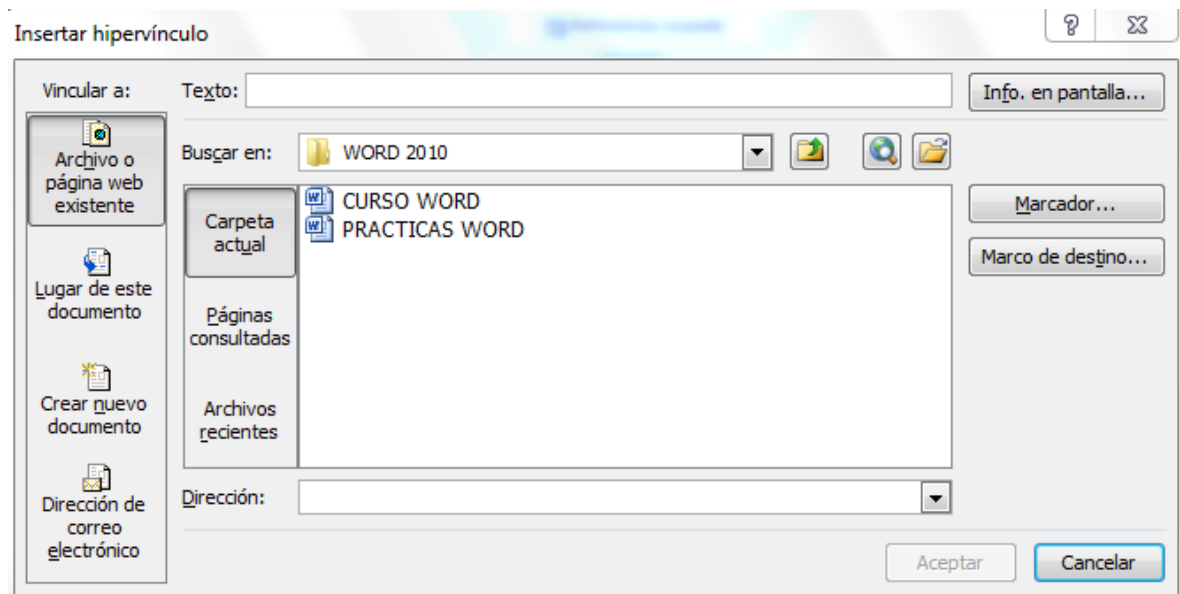 Insertar hipervínculo
Vincular a:
Texto:
Info. en pantalla...
Archivo o
página web
existente
Buscar en:
WORD 2010
Carpeta
actual
CURSO WORD
PRACTICAS WORD
Marcador...
Marco de destino...
Lugar de este
documento
Páginas
consultadas
Crear nuevo
documento
Archivos
recientes
Dirección de
correo
electrónico
Dirección:
Aceptar
Cancelar